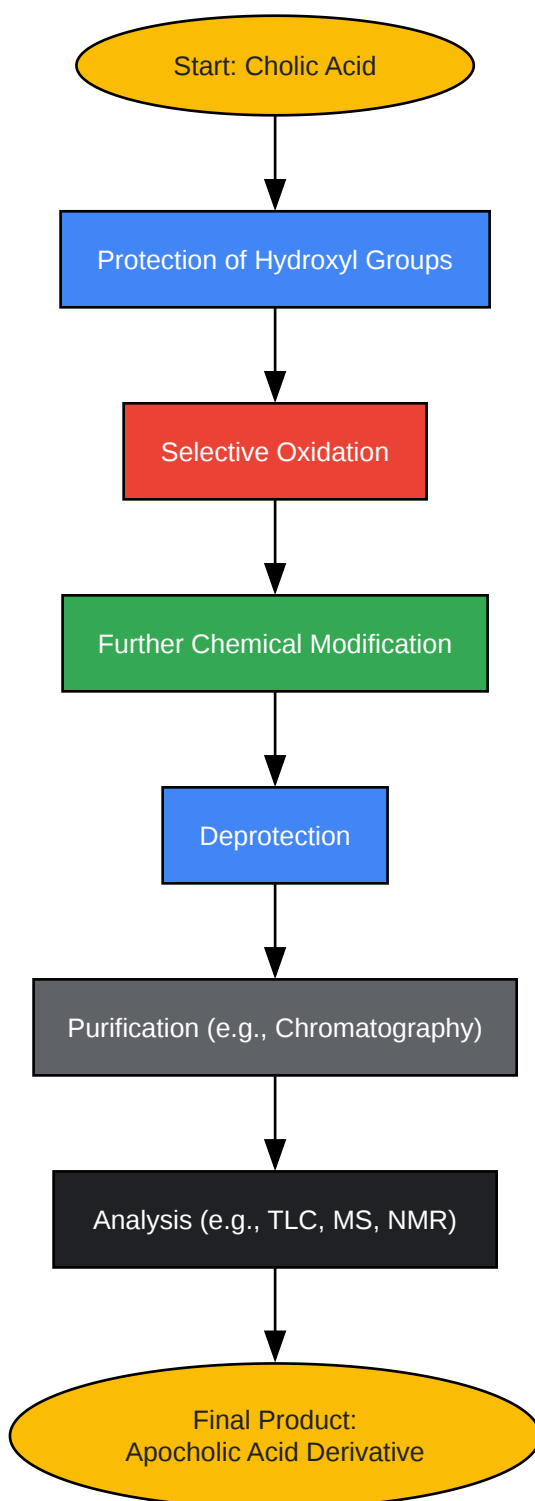 Start: Cholic Acid
Protection of Hydroxyl Groups
Selective Oxidation
Further Chemical Modification
Deprotection
Purification (e.g., Chromatography)
Analysis (e.g., TLC, MS, NMR)
Final Product:
Apocholic Acid Derivative